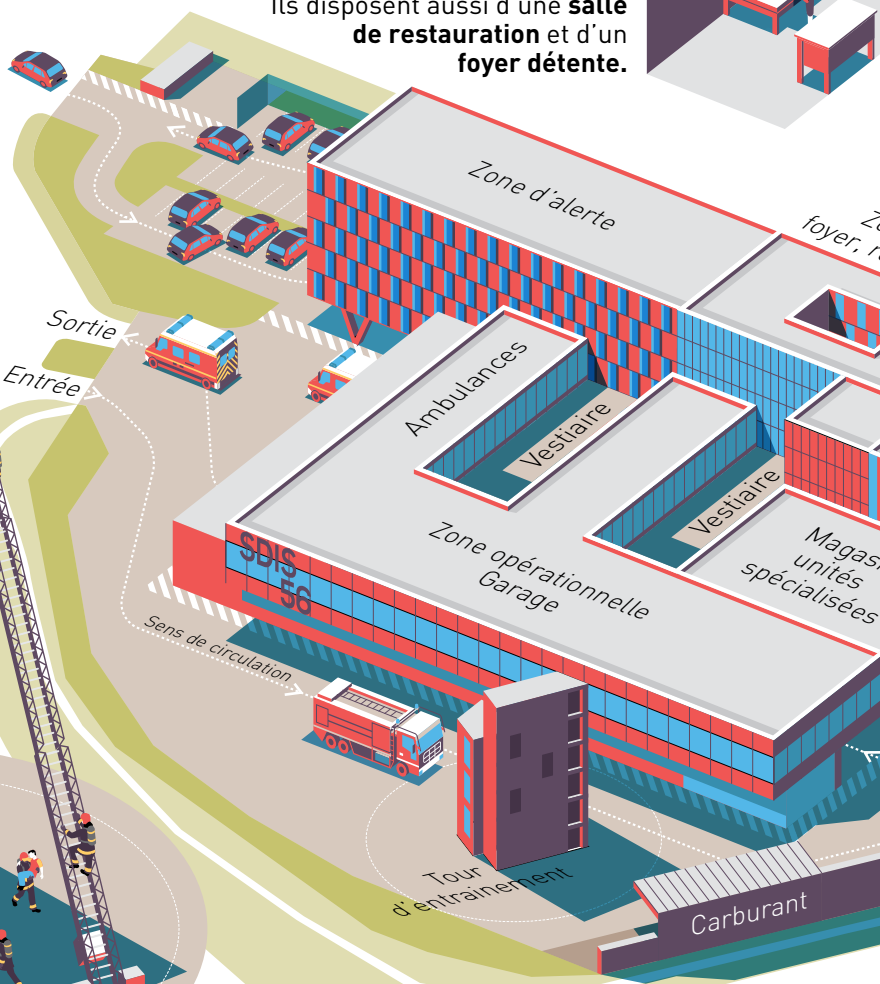 Ils disposent aussi d'une salle
de restauration et d'un
foyer détente.
Zone d'alerte
foyer,
Sortie
Entrée
Ambulances
Vestiaire
Vestiaire
Zone opérationnelle
Garage
unités
spécialisées
SDIS
56
Sens de circulation
Tour
d'entrainement
Carburant